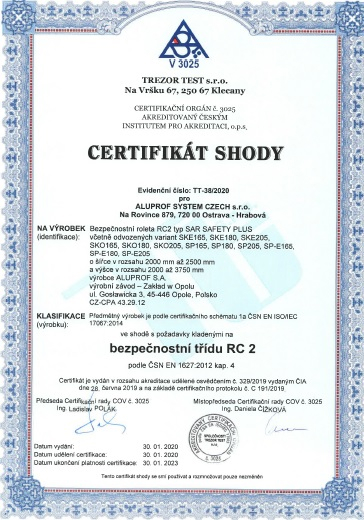 V 3025
TREZOR TEST s.r.o.
Na Vršku 67, 250 67 Klecany
CERTIFIKAČNÍ ORGÁN č. 3025
AKREDITOVANÝ ČESKÝM
INSTITUTEM PRO AKREDITACI, o.p.s.
CERTIFIKÁT SHODY
Evidenční číslo: TT-38/2020
pro
ALUPROF SYSTEM CZECH s.r.o.
Na Rovince 879, 720 00 Ostrava - Hrabová
NA VÝROBEK Bezpečnostní roleta RC2 typ SAR SAFETY PLUS
(identifikace): včetně odvozených variant SKE165, SKE180, SKE205,
SKO165, SKO180, SKO205, SP165, SP180, SP205, SP-E165,
SP-E180, SP-E205
o šířce v rozsahu 2000 mm až 2500 mm
a výšce v rozsahu 2000 mm až 3750 mm
Výrobce: ALUPROF S.A.
výrobní závod – Zakład w Opolu
ul. Gosławicka 3, 45-446 Opole, Polsko
CZ-CPA 43.29.12
KLASIFIKACE Předmětný výrobek je podle certifikačního schématu 1a ČSN EN ISO/IEC
(výrobku): 17067:2014
ve shodě s požadavky kladenými na
bezpečnostní třídu RC 2
podle ČSN EN 1627:2012 kap. 4
Certifikát je vydán v rozsahu akreditace udělené osvědčením č. 329/2019 vydaným ČIA
dne 28. června 2019 a na základě certifikačního protokolu č. C 191/2019.
Předseda Certifikační rady COV č. 3025 Místopředseda Certifikační rady COV č. 3025
Ing. Ladislav POLÁK Ing. Daniela ČÍŽKOVÁ
SPOLEČNOST
TREZOR TEST
č. 3025
Datum vydání: 30. 01. 2020
Datum udělení certifikace: 30. 01. 2020
Datum ukončení platnosti certifikace: 30. 01. 2023
Tento certifikát smí být používán a rozmnožován pouze nezměněn